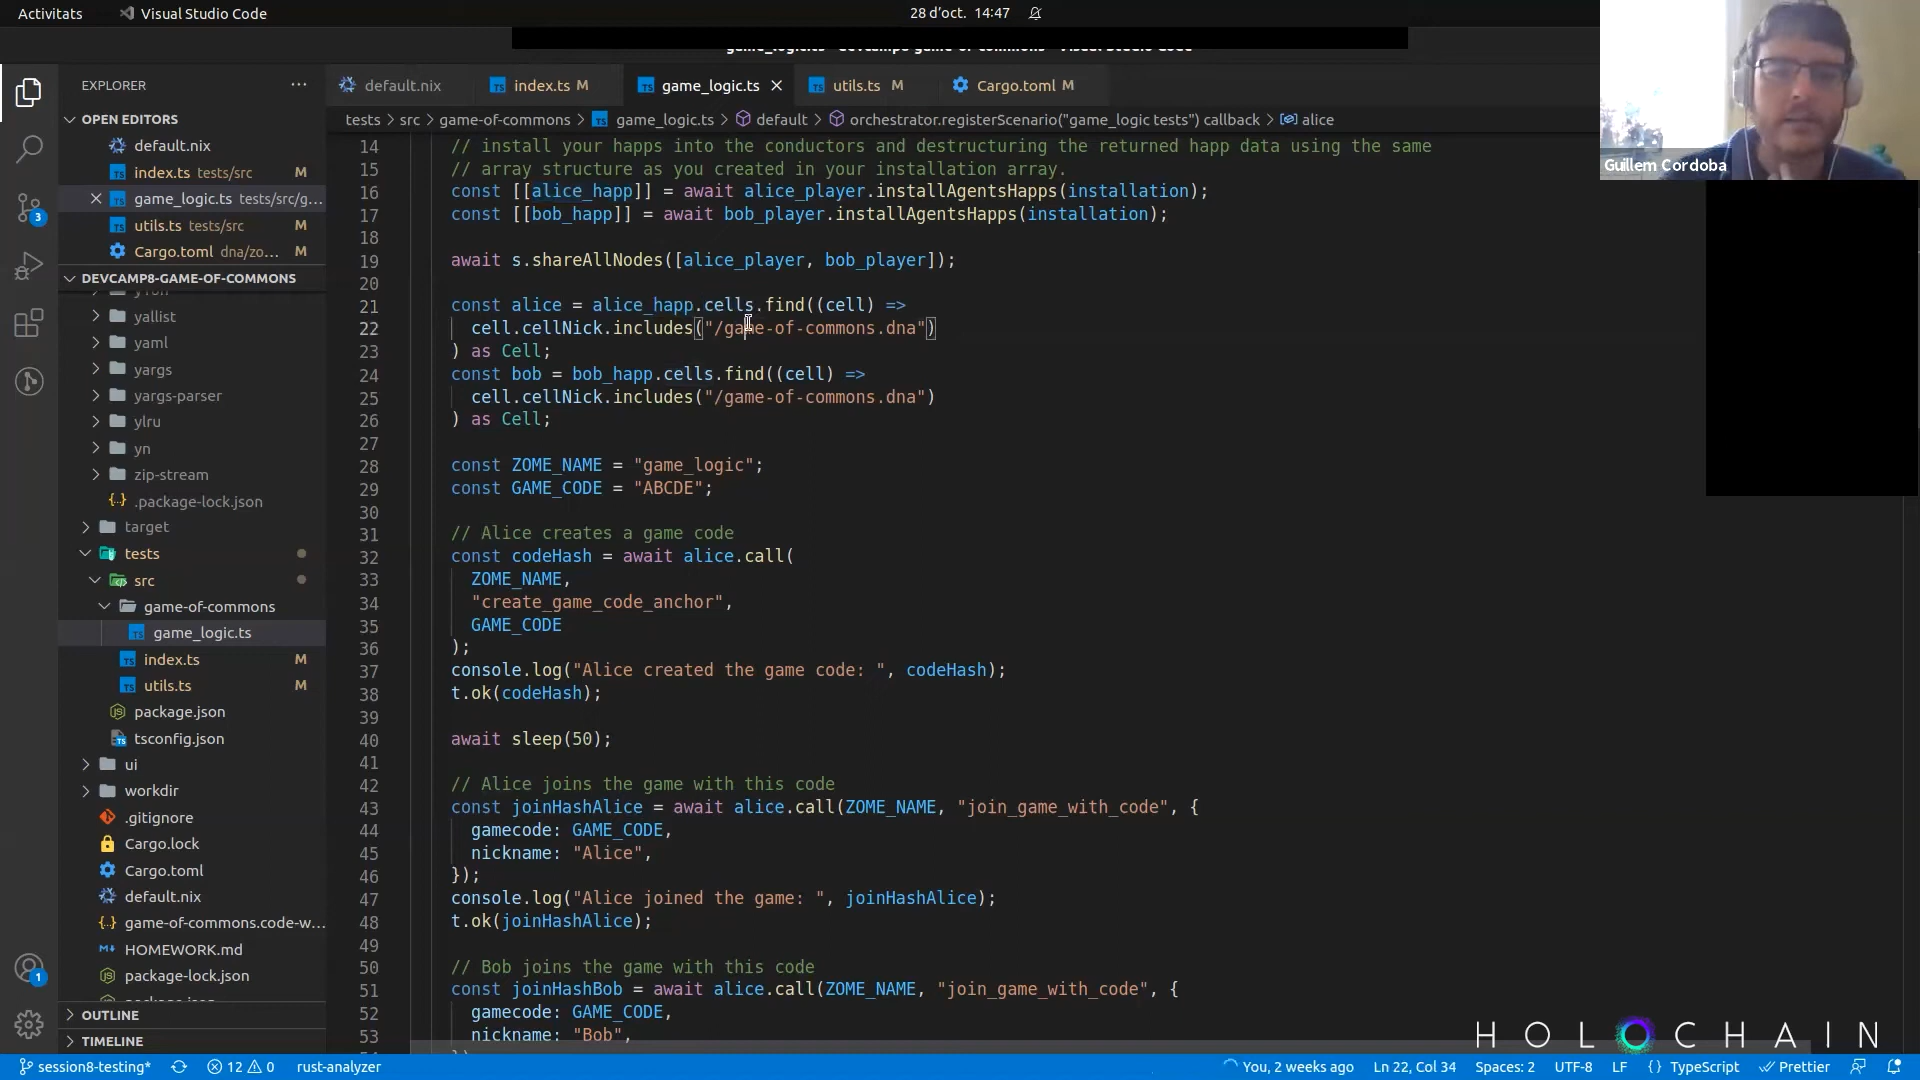 Activitats
Visual Studio Code
28 d'oct. 14:47
Guillem Cordoba
EXPLORER
default.nix
index.ts M
game_logic.ts
utils.ts M
Cargo.toml M
tests > src > game-of-commons > game_logic.ts > default > orchestrator.registerScenario("game_logic tests") callback > alice
OPEN EDITORS
default.nix
index.ts tests/src M
game_logic.ts tests/src/g...
utils.ts tests/src M
Cargo.toml dna/zo... M
DEVCAMP8-GAME-OF-COMMONS
yallist
yaml
yargs
yargs-parser
ylru
yn
zip-stream
.package-lock.json
target
tests
src
game-of-commons
game_logic.ts
index.ts M
utils.ts M
package.json
tsconfig.json
ui
workdir
.gitignore
Cargo.lock
Cargo.toml
default.nix
game-of-commons.code-w...
HOMEWORK.md
package-lock.json
OUTLINE
TIMELINE
3
1
14 // install your happs into the conductors and destructuring the returned happ data using the same
15 // array structure as you created in your installation array.
16 const [[alice_happ]] = await alice_player.installAgentsHapps(installation);
17 const [[bob_happ]] = await bob_player.installAgentsHapps(installation);
18
19 await s.shareAllNodes([alice_player, bob_player]);
20
21 const alice = alice_happ.cells.find((cell) =>
22 cell.cellNick.includes("/game-of-commons.dna")
23 ) as Cell;
24 const bob = bob_happ.cells.find((cell) =>
25 cell.cellNick.includes("/game-of-commons.dna")
26 ) as Cell;
27
28 const ZOME_NAME = "game_logic";
29 const GAME_CODE = "ABCDE";
30
31 // Alice creates a game code
32 const codeHash = await alice.call(
33 ZOME_NAME,
34 "create_game_code_anchor",
35 GAME_CODE
36 );
37 console.log("Alice created the game code: ", codeHash);
38 t.ok(codeHash);
39
40 await sleep(50);
41
42 // Alice joins the game with this code
43 const joinHashAlice = await alice.call(ZOME_NAME, "join_game_with_code", {
44 gamecode: GAME_CODE,
45 nickname: "Alice",
46 });
47 console.log("Alice joined the game: ", joinHashAlice);
48 t.ok(joinHashAlice);
49
50 // Bob joins the game with this code
51 const joinHashBob = await alice.call(ZOME_NAME, "join_game_with_code", {
52 gamecode: GAME_CODE,
53 nickname: "Bob",
HOLOCHAIN
session8-testing* 12 0 rust-analyzer
You, 2 weeks ago Ln 22, Col 34 Spaces: 2 UTF-8 LF {} TypeScript Prettier